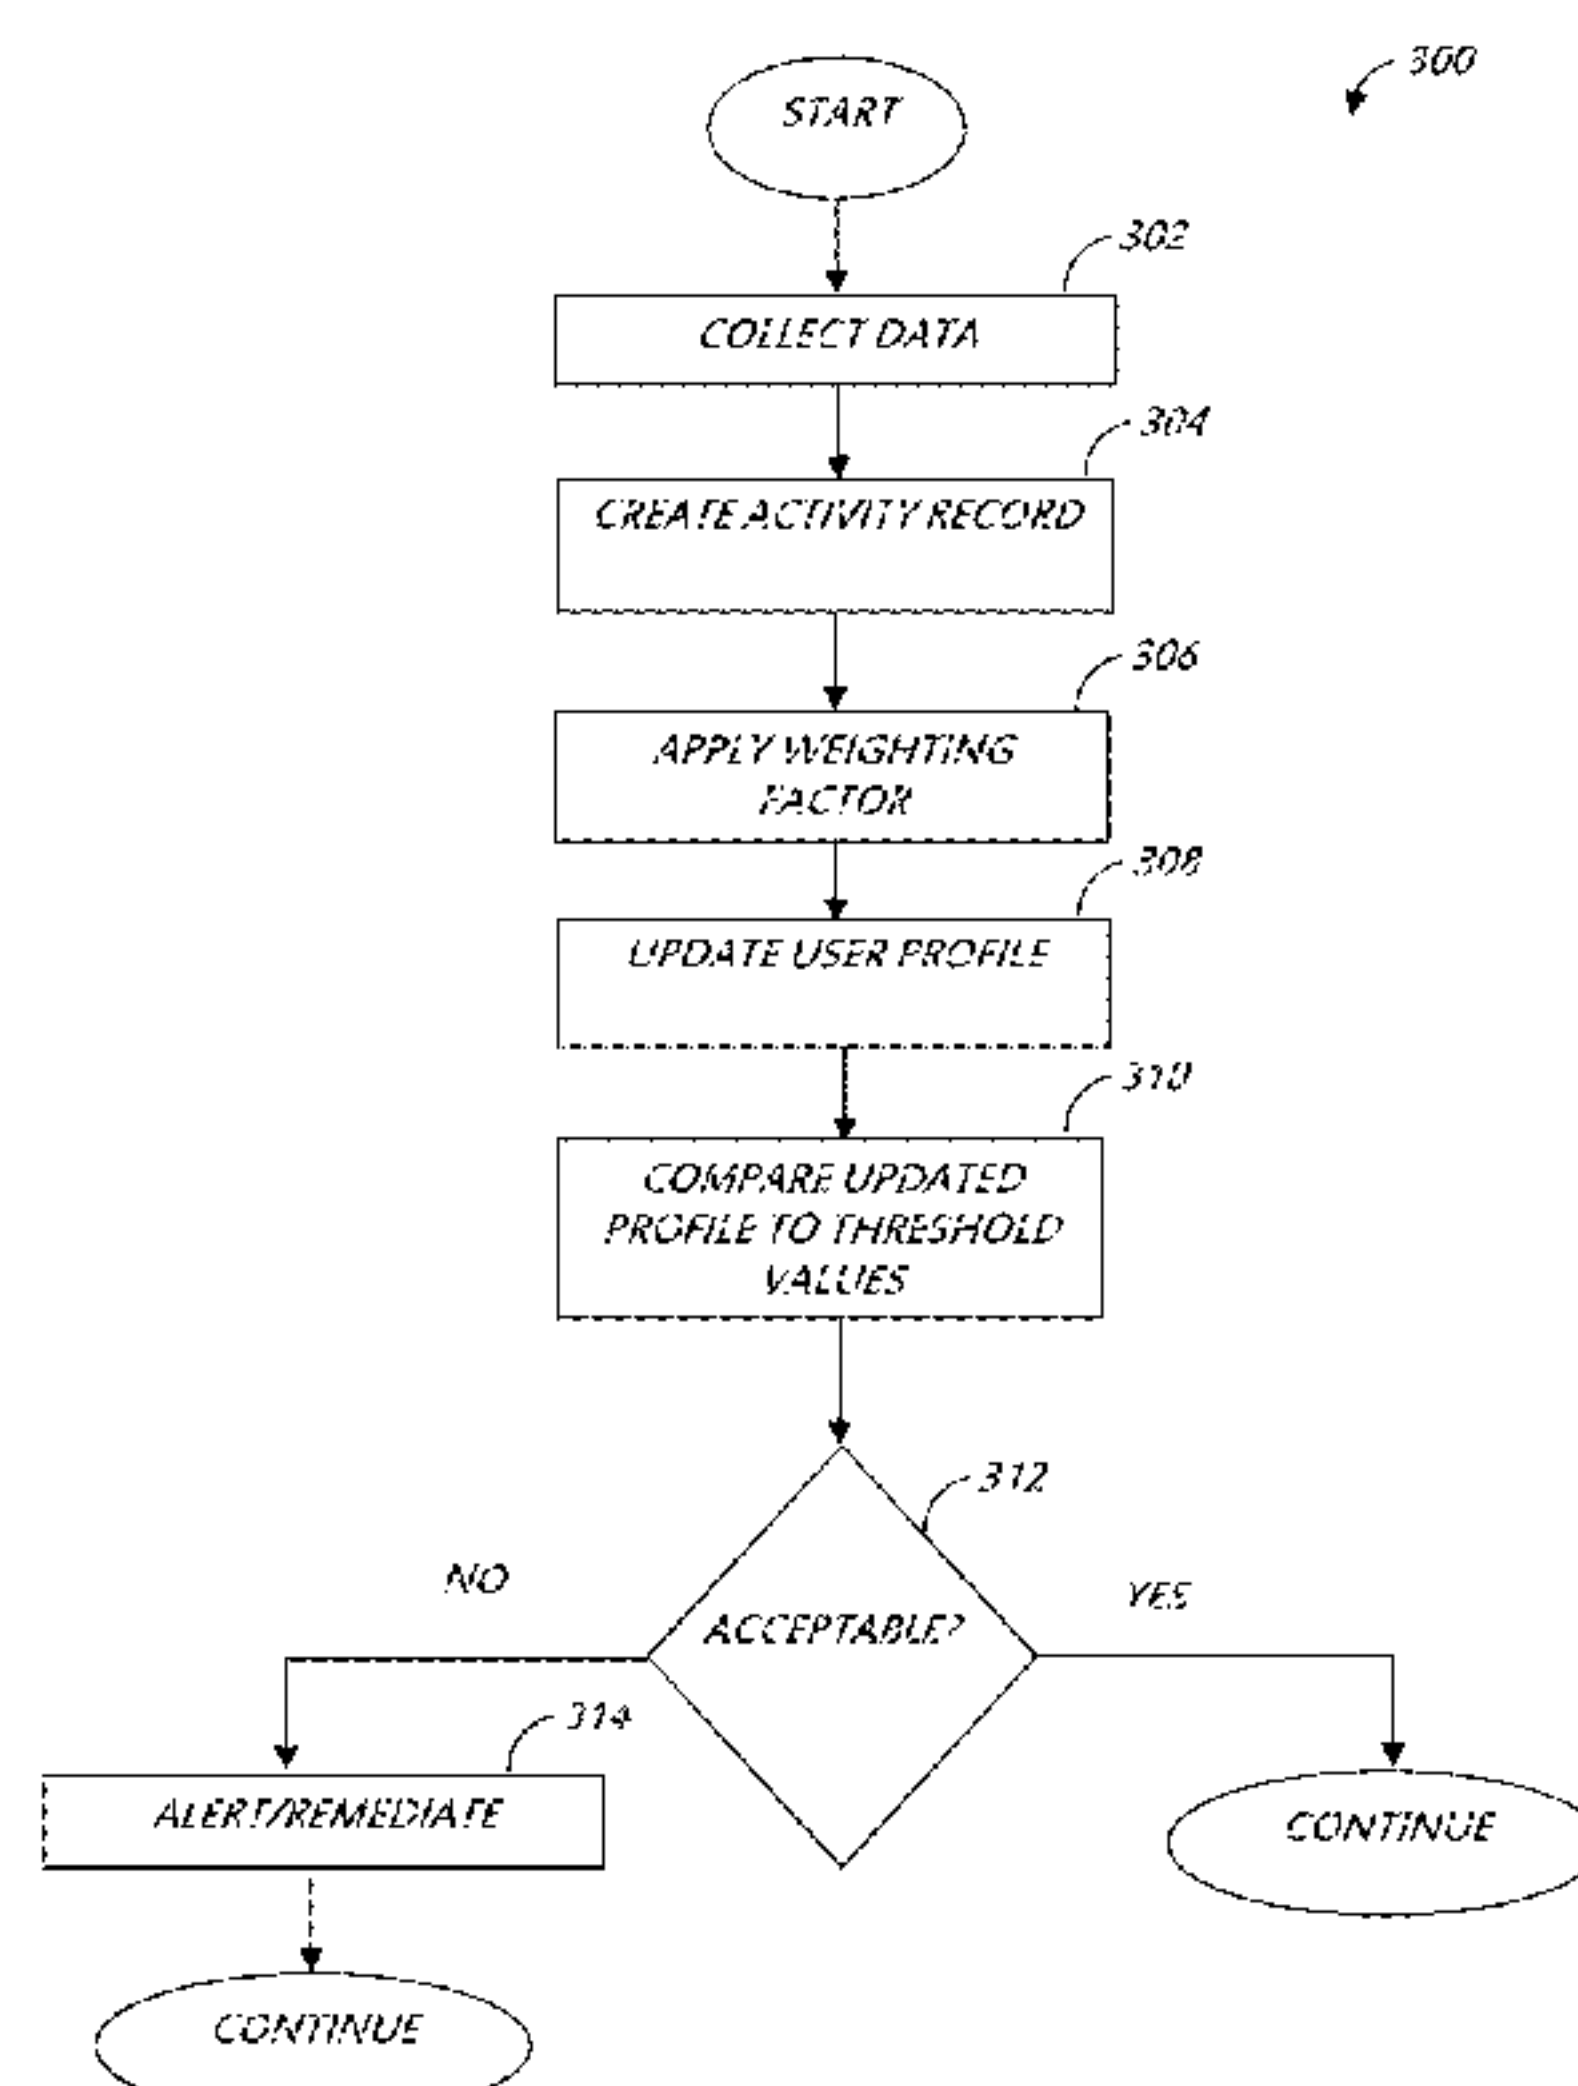 300
START
302
COLLECT DATA
304
CREATE ACTIVITY RECORD
306
APPLY WEIGHTING
FACTOR
308
UPDATE USER PROFILE
310
COMPARE UPDATED
PROFILE TO THRESHOLD
VALUES
312
NO
YES
ACCEPTABLE?
314
ALERT/REMEDIATE
CONTINUE
CONTINUE